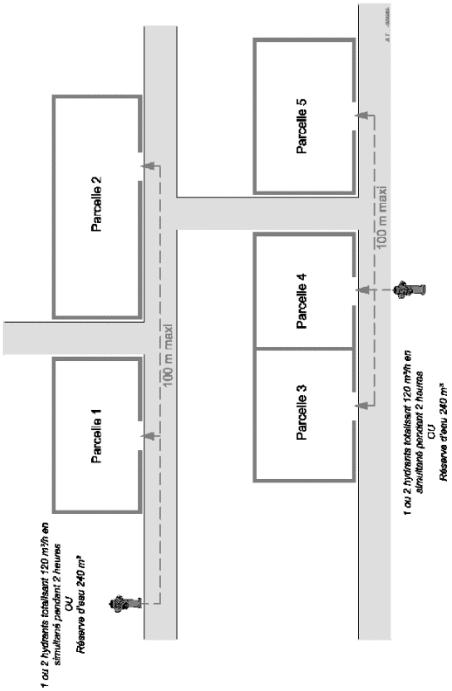 Parcelle 1
Parcelle 2
100 m maxi
1 ou 2 hydrants totalisant 120 m³/h en
simultané pendant 2 heures
OU
Réserve d'eau 240 m³
Parcelle 3
Parcelle 4
Parcelle 5
100 m maxi
1 ou 2 hydrants totalisant 120 m³/h en
simultané pendant 2 heures
OU
Réserve d'eau 240 m³